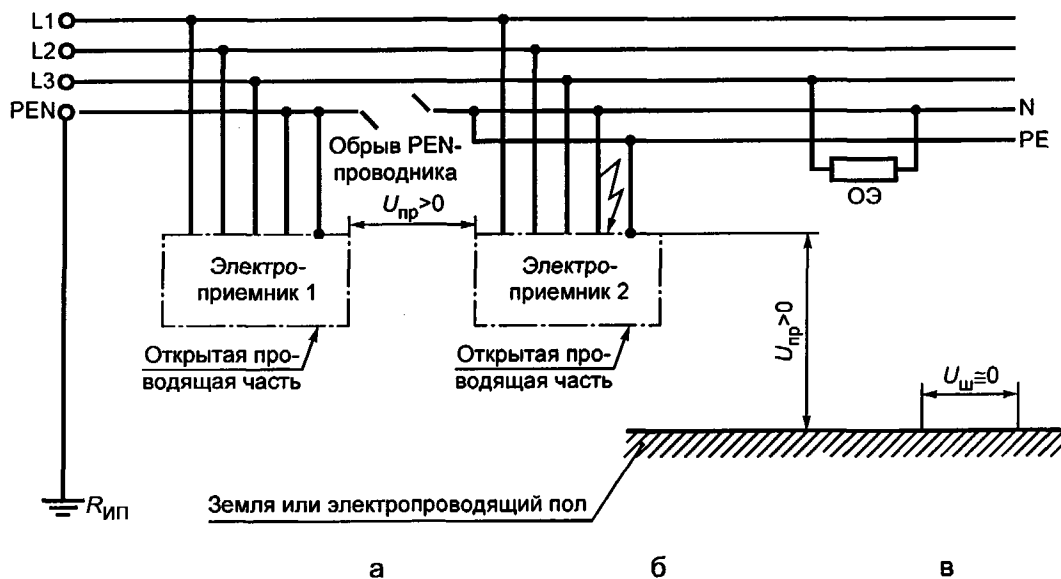 L1
L2
L3
PEN
N
PE
Обрыв PEN-
проводника
ОЭ
Uпр>0
Электро-
приемник 1
Электро-
приемник 2
Uпр>0
Открытая про-
водящая часть
Открытая про-
водящая часть
Uш≅0
Земля или электропроводящий пол
RИП
а
б
в